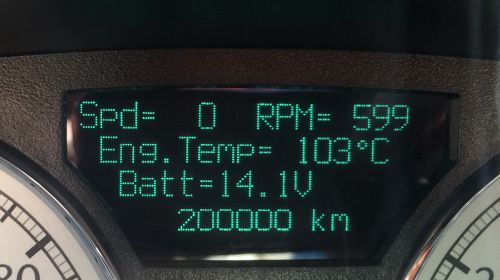 Spd= 0 RPM= 599
Eng.Temp= 103°C
Batt=14.1V
200000 km